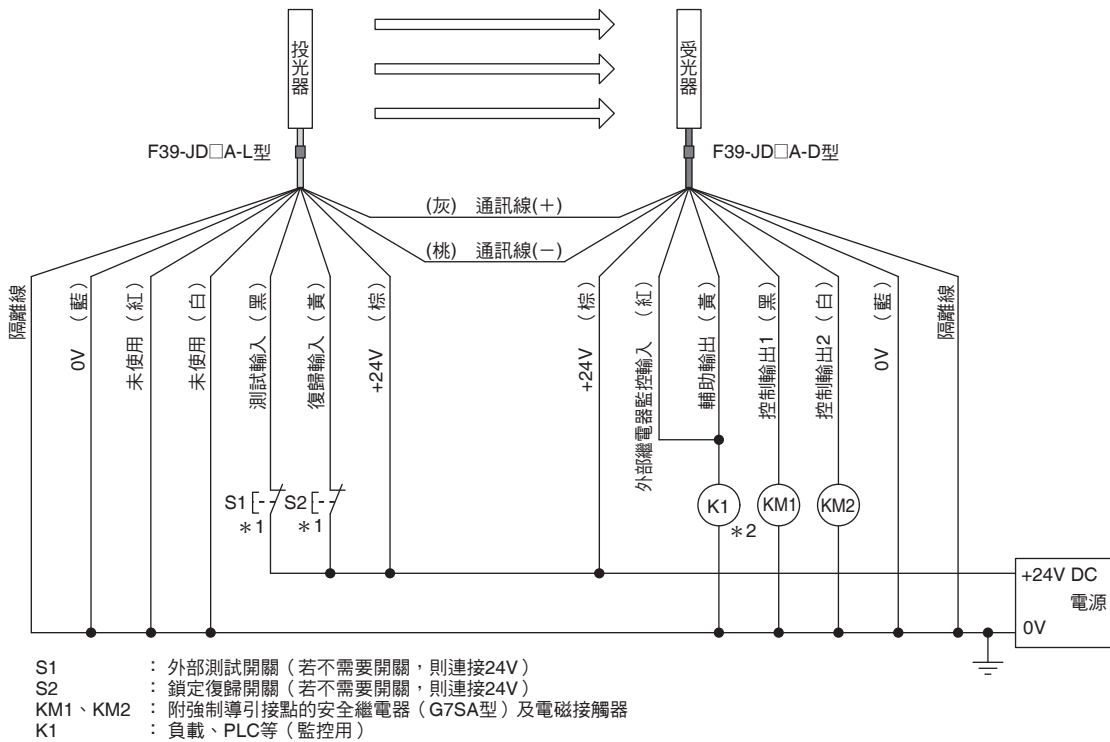 投光器
受光器
F39-JD□A-L型
F39-JD□A-D型
(灰) 通訊線(＋)
(桃) 通訊線(－)
隔離線
0V (藍)
未使用 (紅)
未使用 (白)
測試輸入 (黑)
復歸輸入 (黃)
+24V (棕)
+24V (棕)
外部繼電器監控輸入 (紅)
輔助輸出 (黃)
控制輸出1 (黑)
控制輸出2 (白)
0V (藍)
隔離線
S1
＊1
S2
＊1
K1
＊2
KM1
KM2
+24V DC
電源
0V
S1 : 外部測試開關（若不需要開關，則連接24V）
S2 : 鎖定復歸開關（若不需要開關，則連接24V）
KM1、KM2 : 附強制導引接點的安全繼電器（G7SA型）及電磁接觸器
K1 : 負載、PLC等（監控用）